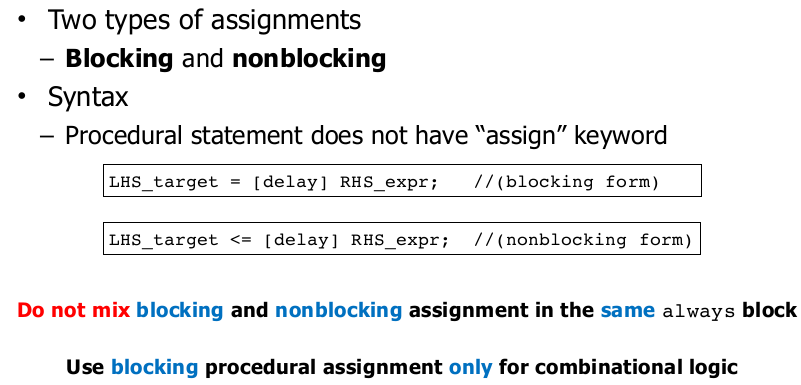 • Two types of assignments
– Blocking and nonblocking
• Syntax
– Procedural statement does not have “assign” keyword
LHS_target = [delay] RHS_expr;   //(blocking form)
LHS_target <= [delay] RHS_expr;  //(nonblocking form)
Do not mix blocking and nonblocking assignment in the same always block
Use blocking procedural assignment only for combinational logic